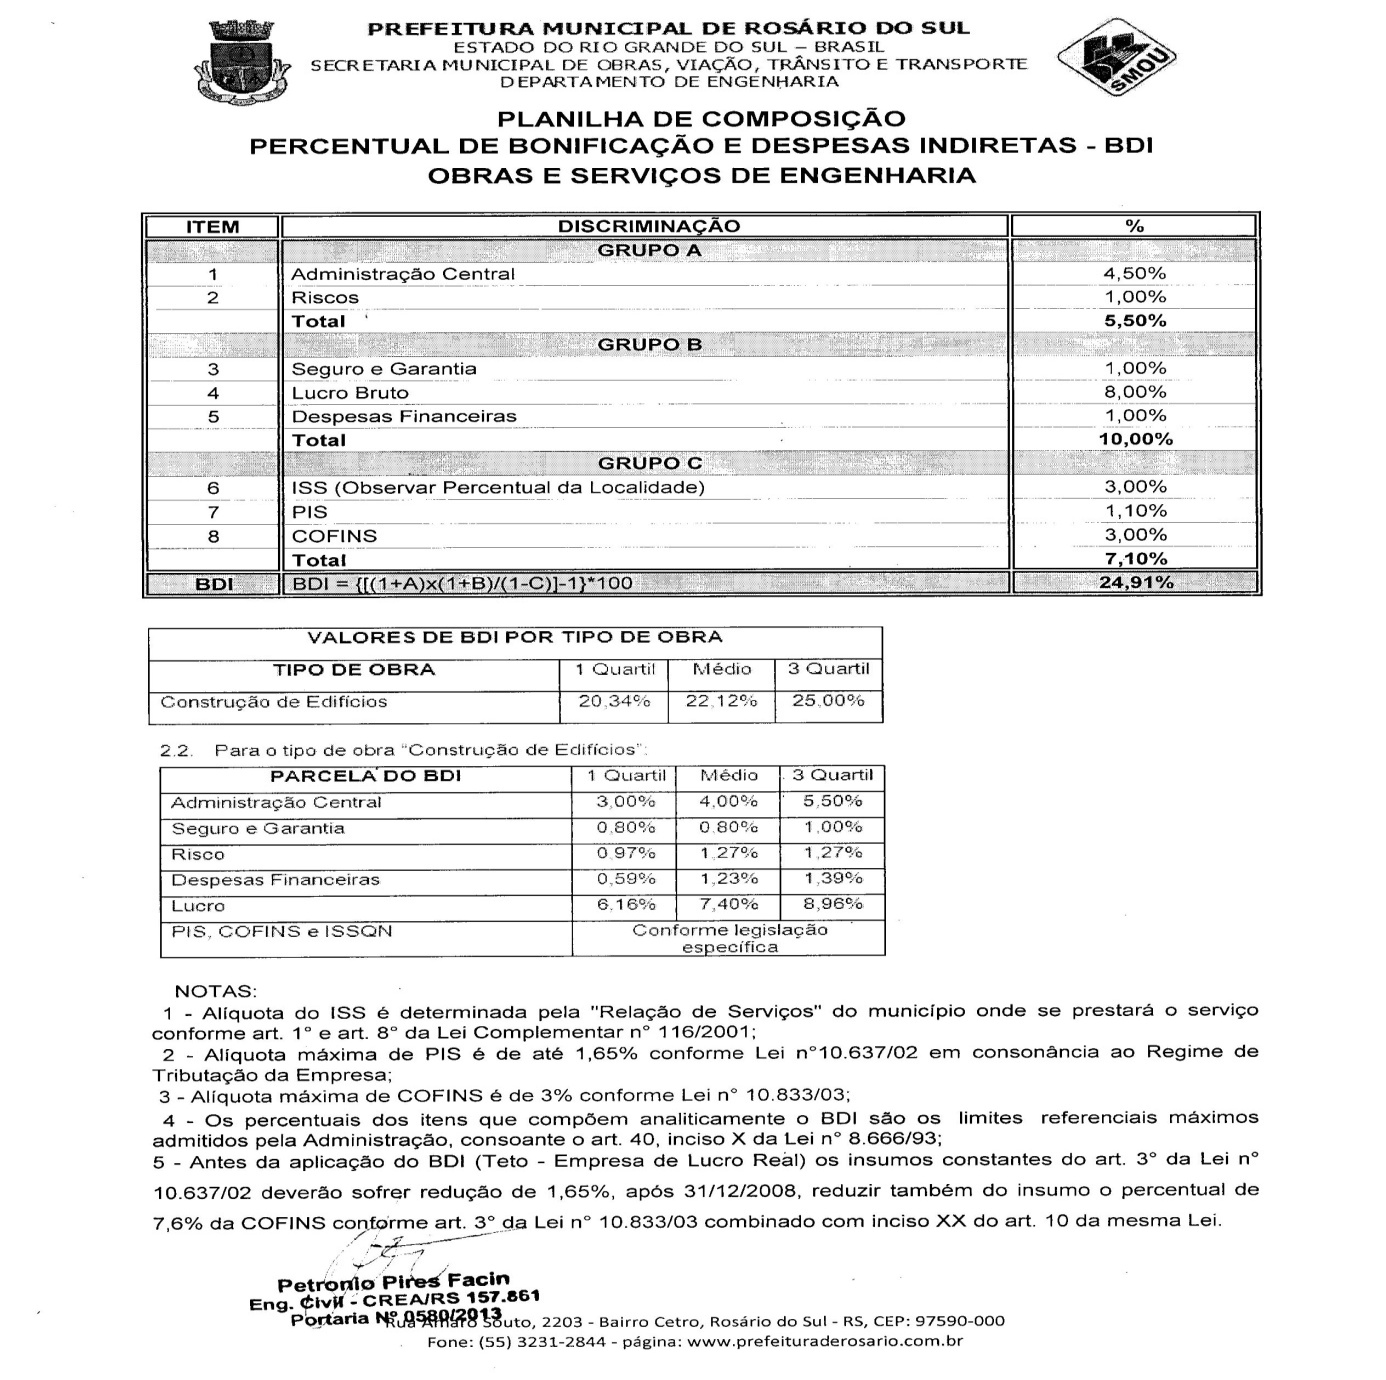 PREFEITURA MUNICIPAL DE ROSÁRIO DO SUL
ESTADO DO RIO GRANDE DO SUL – BRASIL
SECRETARIA MUNICIPAL DE OBRAS, VIAÇÃO, TRÂNSITO E TRANSPORTE
DEPARTAMENTO DE ENGENHARIA
SMOU
PLANILHA DE COMPOSIÇÃO
PERCENTUAL DE BONIFICAÇÃO E DESPESAS INDIRETAS - BDI
OBRAS E SERVIÇOS DE ENGENHARIA
ITEM DISCRIMINAÇÃO %
GRUPO A
1 Administração Central 4,50%
2 Riscos 1,00%
Total 5,50%
GRUPO B
3 Seguro e Garantia 1,00%
4 Lucro Bruto 8,00%
5 Despesas Financeiras 1,00%
Total 10,00%
GRUPO C
6 ISS (Observar Percentual da Localidade) 3,00%
7 PIS 1,10%
8 COFINS 3,00%
Total 7,10%
BDI BDI = {[(1+A)x(1+B)/(1-C)]-1}*100 24,91%
VALORES DE BDI POR TIPO DE OBRA
TIPO DE OBRA 1 Quartil Médio 3 Quartil
Construção de Edifícios 20,34% 22,12% 25,00%
2.2. Para o tipo de obra “Construção de Edifícios”:
PARCELA DO BDI 1 Quartil Médio 3 Quartil
Administração Central 3,00% 4,00% 5,50%
Seguro e Garantia 0,80% 0,80% 1,00%
Risco 0,97% 1,27% 1,27%
Despesas Financeiras 0,59% 1,23% 1,39%
Lucro 6,16% 7,40% 8,96%
PIS, COFINS e ISSQN Conforme legislação
específica
NOTAS:
1 - Alíquota do ISS é determinada pela "Relação de Serviços" do município onde se prestará o serviço
conforme art. 1° e art. 8° da Lei Complementar n° 116/2001;
2 - Alíquota máxima de PIS é de até 1,65% conforme Lei n°10.637/02 em consonância ao Regime de
Tributação da Empresa;
3 - Alíquota máxima de COFINS é de 3% conforme Lei n° 10.833/03;
4 - Os percentuais dos itens que compõem analiticamente o BDI são os limites referenciais máximos
admitidos pela Administração, consoante o art. 40, inciso X da Lei n° 8.666/93;
5 - Antes da aplicação do BDI (Teto - Empresa de Lucro Real) os insumos constantes do art. 3° da Lei n°
10.637/02 deverão sofrer redução de 1,65%, após 31/12/2008, reduzir também do insumo o percentual de
7,6% da COFINS conforme art. 3° da Lei n° 10.833/03 combinado com inciso XX do art. 10 da mesma Lei.
Petronio Pires Facin
Eng. Civil - CREA/RS 157.861
Portaria Nº 0580/2013
Rua Amaro Souto, 2203 - Bairro Cetro, Rosário do Sul - RS, CEP: 97590-000
Fone: (55) 3231-2844 - página: www.prefeituraderosario.com.br